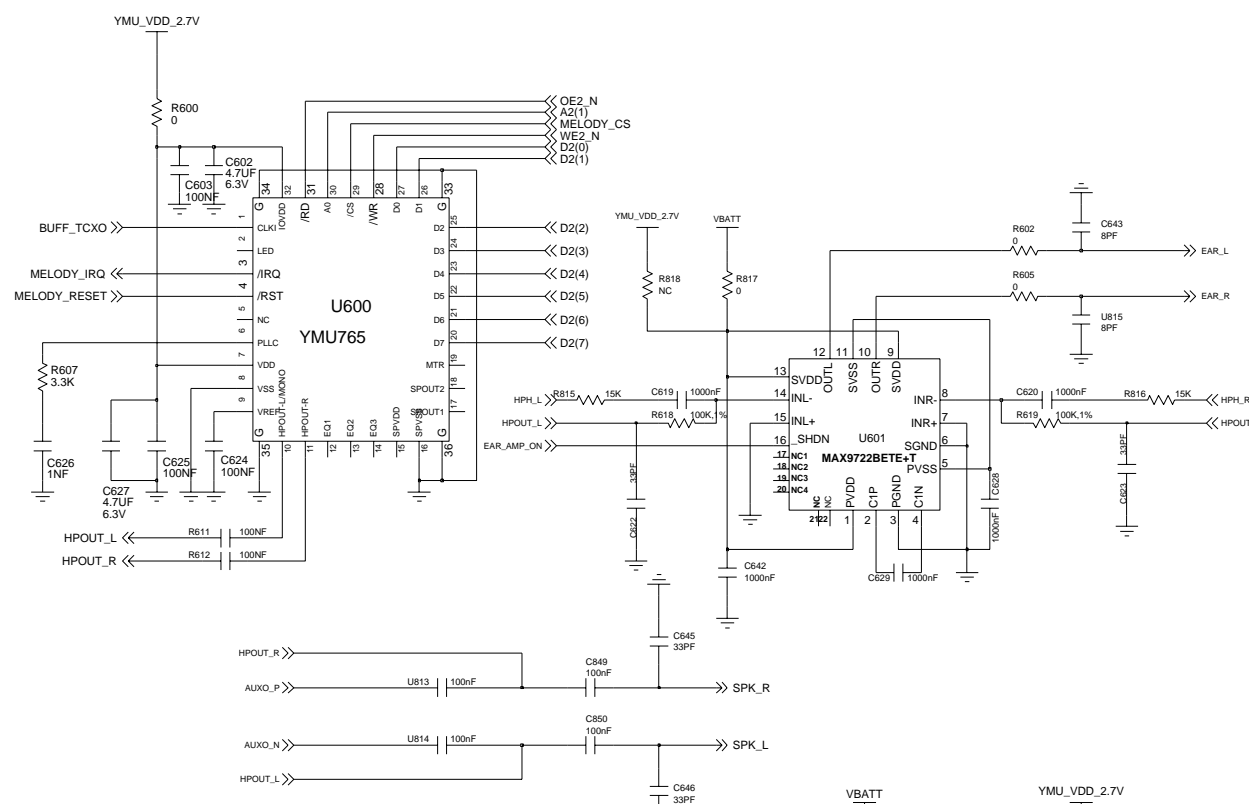 YMU_VDD_2.7V
R600
0
C602
4.7UF
6.3V
C603
100NF
OE2_N
A2(1)
MELODY_CS
WE2_N
D2(0)
D2(1)
34
32
31
30
29
28
27
26
33
G
IOVDD
/RD
A0
/CS
/WR
D0
D1
G
BUFF_TCXO
MELODY_IRQ
MELODY_RESET
1
CLKI
2
LED
3
/IRQ
4
/RST
5
NC
6
PLLC
7
VDD
8
VSS
9
VREF
U600
YMU765
D2
25
D2(2)
D3
24
D2(3)
D4
23
D2(4)
D5
22
D2(5)
D6
21
D2(6)
D7
20
D2(7)
MTR
19
SPOUT2
18
SPOUT1
17
G
HPOUT-L/MONO
HPOUT-R
EQ1
EQ2
EQ3
SPVDD
SPVSS
G
35
10
11
12
13
14
15
16
36
R607
3.3K
C626
1NF
C627
4.7UF
6.3V
C625
100NF
C624
100NF
HPOUT_L
R611
100NF
HPOUT_R
R612
100NF
YMU_VDD_2.7V
VBATT
R818
NC
R817
0
R602
0
C643
8PF
EAR_L
R605
0
U815
8PF
EAR_R
12
11
10
9
OUTL
SVSS
OUTR
SVDD
13
SVDD
14
INL-
15
INL+
16
_SHDN
17
NC1
18
NC2
19
NC3
20
NC4
U601
MAX9722BETE+T
INR-
8
INR+
7
SGND
6
PVSS
5
NC
NC
2122
PVDD
C1P
PGND
C1N
1
2
3
4
HPH_L
R815
15K
C619
1000nF
HPOUT_L
R618
100K,1%
EAR_AMP_ON
33PF
C622
C620
1000nF
R816
15K
HPH_R
R619
100K,1%
HPOUT
33PF
C623
C628
1000nF
C642
1000nF
C629
1000nF
C645
33PF
HPOUT_R
AUXO_P
U813
100nF
C849
100nF
SPK_R
AUXO_N
U814
100nF
C850
100nF
SPK_L
HPOUT_L
C646
33PF
VBATT
YMU_VDD_2.7V